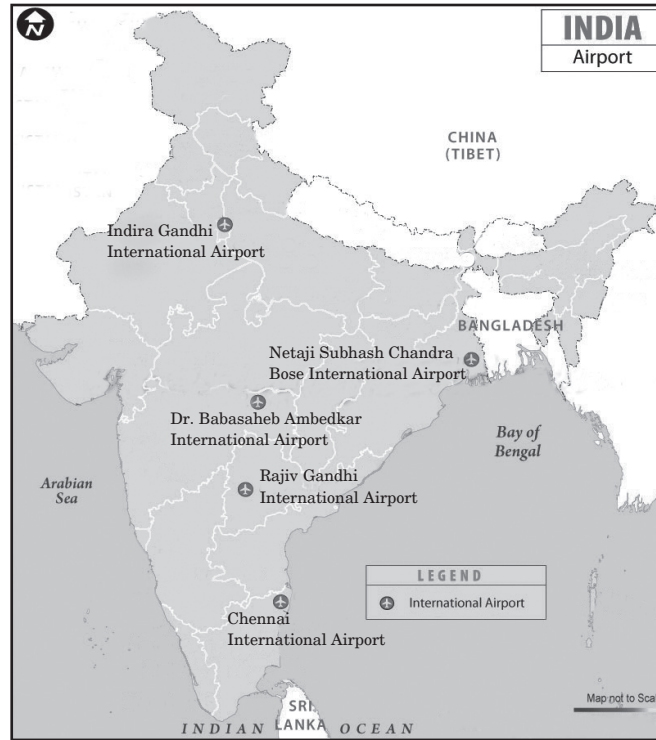 N
INDIA
Airport
CHINA
(TIBET)
Indira Gandhi
International Airport
BANGLADESH
Netaji Subhash Chandra
Bose International Airport
Dr. Babasaheb Ambedkar
International Airport
Bay of
Bengal
Arabian
Sea
Rajiv Gandhi
International Airport
LEGEND
International Airport
Chennai
International Airport
Map not to Scal
SRI
LANKA
INDIAN OCEAN